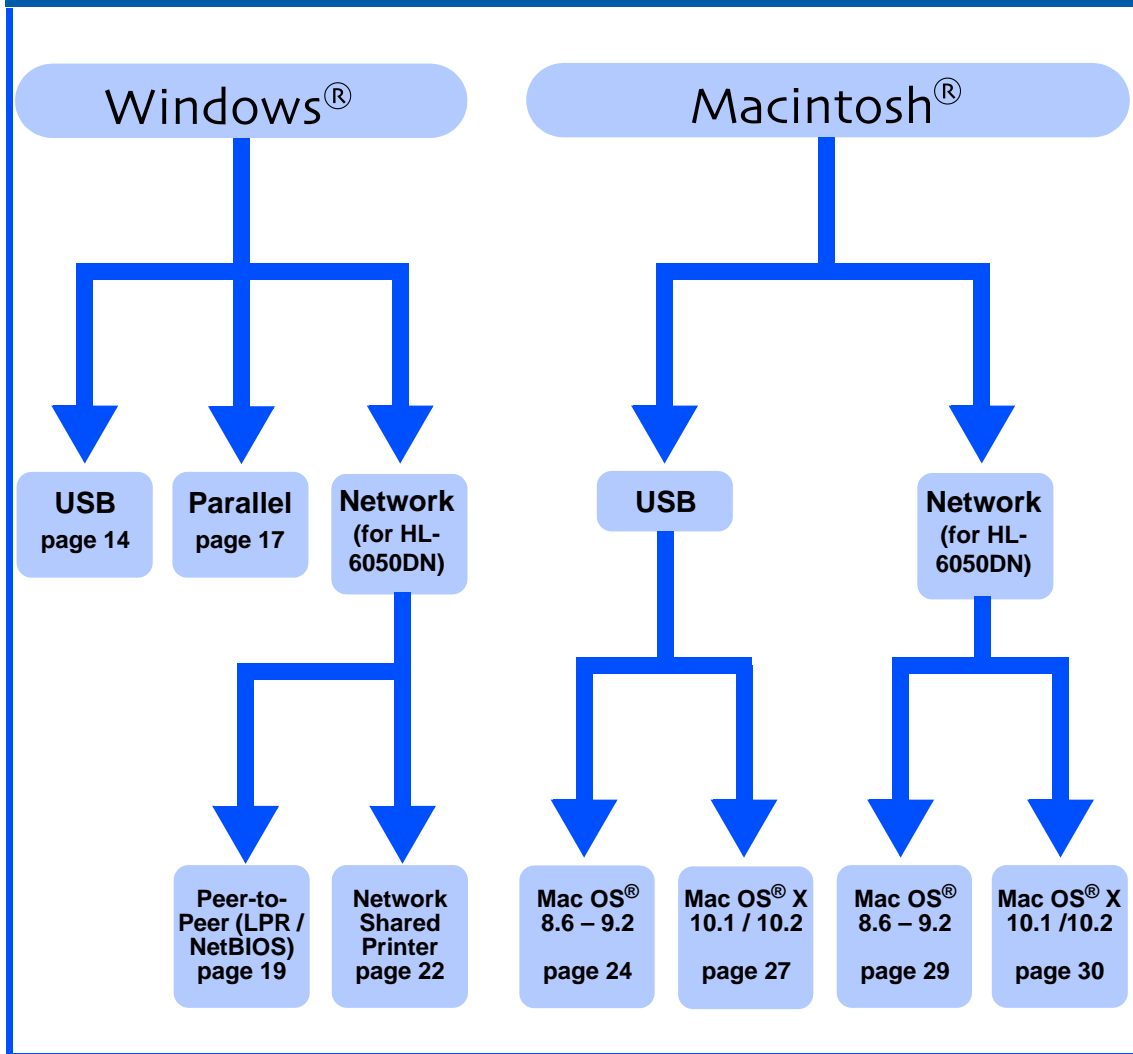 Windows®
Macintosh®
USB
page 14
Parallel
page 17
Network
(for HL-
6050DN)
USB
Network
(for HL-
6050DN)
Peer-to-
Peer (LPR /
NetBIOS)
page 19
Network
Shared
Printer
page 22
Mac OS®
8.6 – 9.2
page 24
Mac OS® X
10.1 / 10.2
page 27
Mac OS®
8.6 – 9.2
page 29
Mac OS® X
10.1 /10.2
page 30